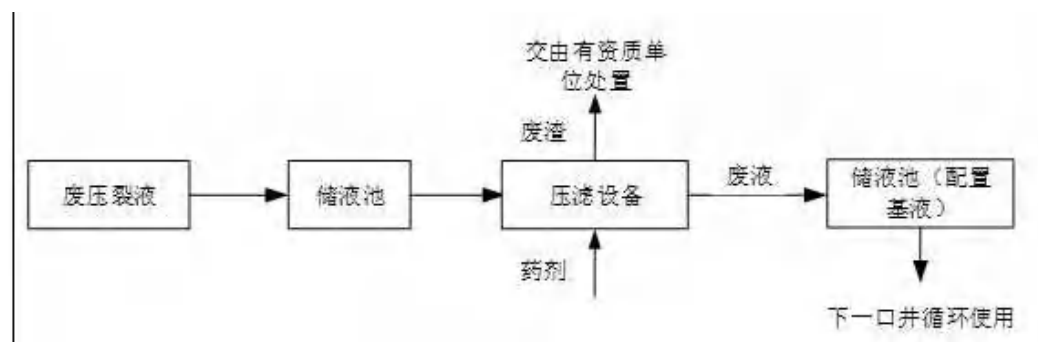 交由有资质单
位处置
废渣
废压裂液
储液池
压滤设备
废液
储液池（配置
基液）
药剂
下一口井循环使用